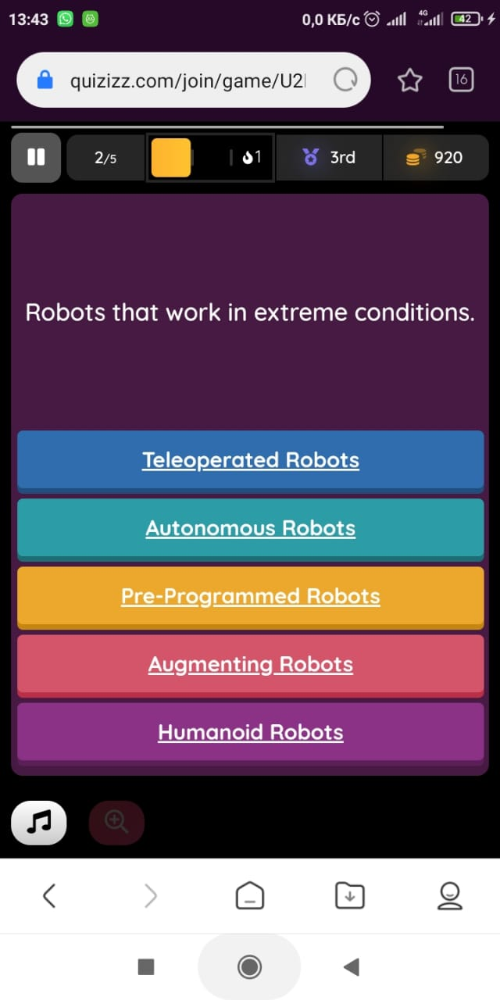 13:43 0,0 КБ/с 4G 42
quizizz.com/join/game/U2 16
2/5 1 3rd 920
Robots that work in extreme conditions.
Teleoperated Robots
Autonomous Robots
Pre-Programmed Robots
Augmenting Robots
Humanoid Robots